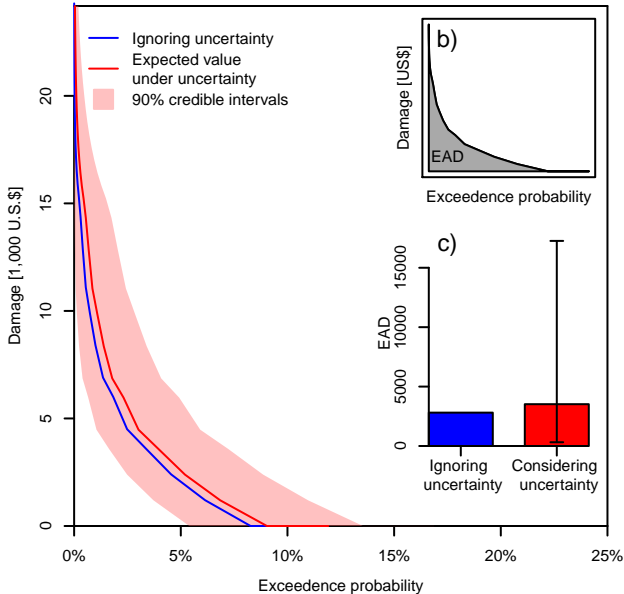 Ignoring uncertainty
Expected value
under uncertainty
90% credible intervals
Damage [1,000 U.S.$]
20
15
10
5
0
0%
5%
10%
15%
20%
25%
Exceedence probability
b)
Damage [US$]
EAD
Exceedence probability
c)
EAD
15000
10000
5000
0
Ignoring
uncertainty
Considering
uncertainty